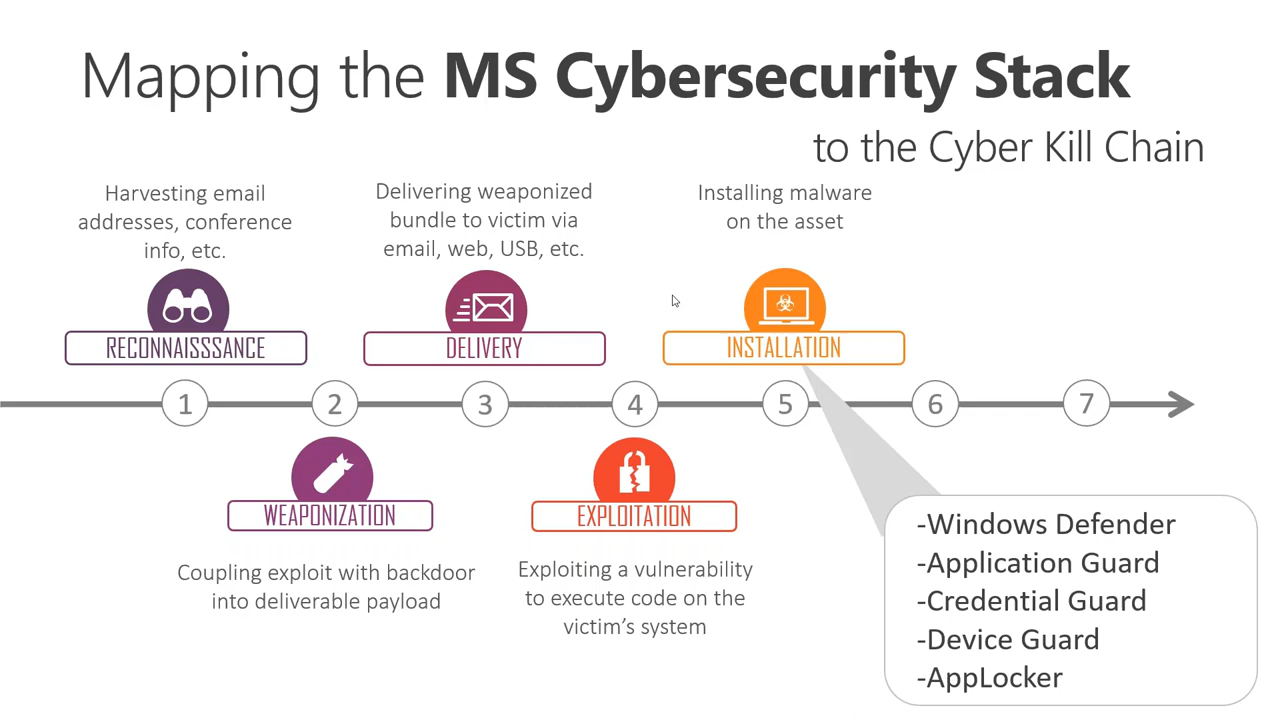 Mapping the MS Cybersecurity Stack
to the Cyber Kill Chain
Harvesting email
addresses, conference
info, etc.
RECONNAISSSANCE
Delivering weaponized
bundle to victim via
email, web, USB, etc.
DELIVERY
Installing malware
on the asset
INSTALLATION
1
2
3
4
5
6
7
WEAPONIZATION
Coupling exploit with backdoor
into deliverable payload
EXPLOITATION
Exploiting a vulnerability
to execute code on the
victim's system
-Windows Defender
-Application Guard
-Credential Guard
-Device Guard
-AppLocker